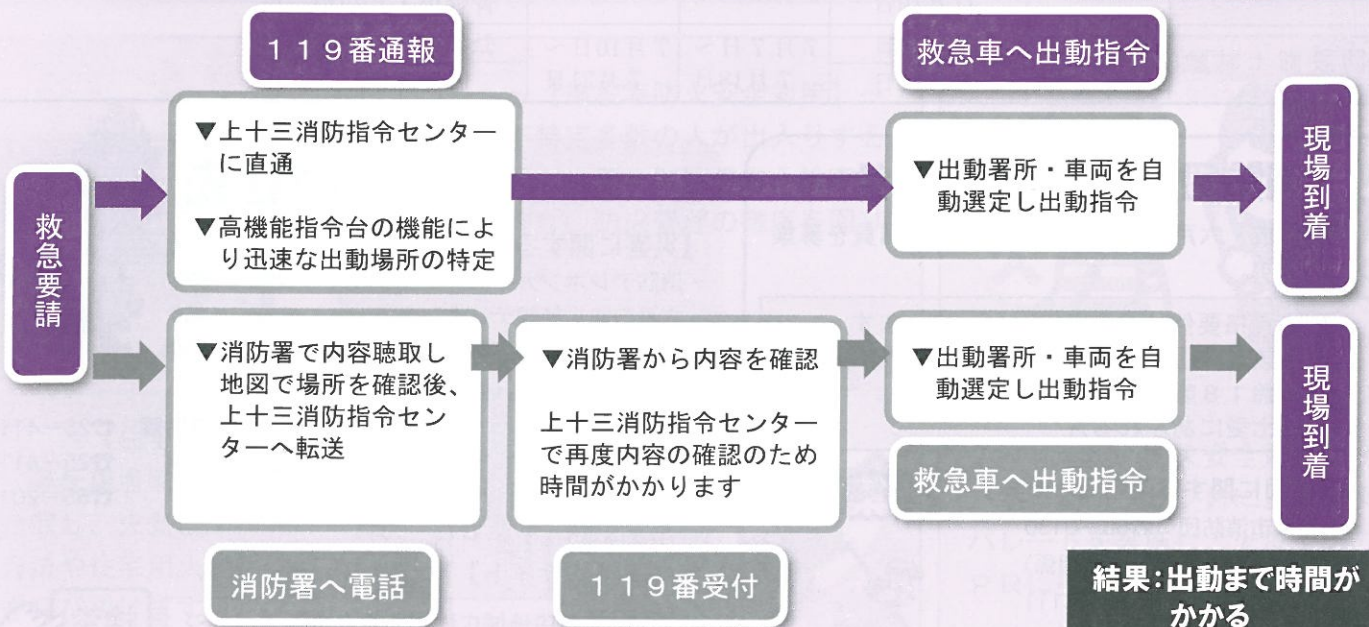 119番通報
救急車へ出動指令
救急要請
▼上十三消防指令センター
に直通
▼高機能指令台の機能によ
り迅速な出動場所の特定
▼出動署所・車両を自
動選定し出動指令
現場到着
▼消防署で内容聴取し
地図で場所を確認後、
上十三消防指令セン
ターへ転送
▼消防署から内容を確認
上十三消防指令センター
で再度内容の確認のため
時間がかかります
▼出動署所・車両を自
動選定し出動指令
救急車へ出動指令
現場到着
消防署へ電話
119番受付
結果:出動まで時間が
かかる